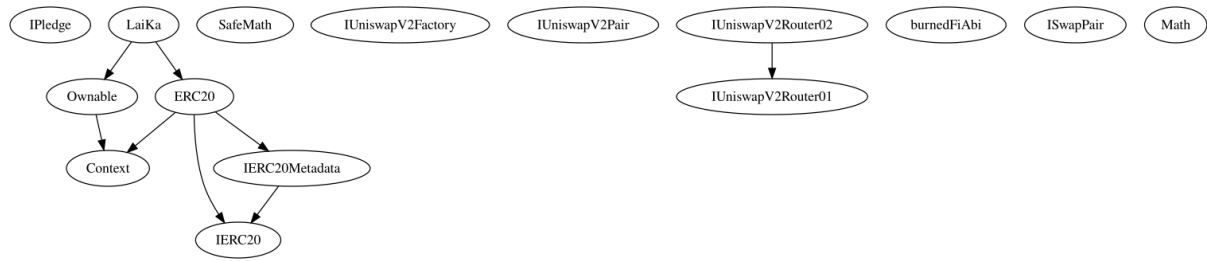 IPledge LaiKa SafeMath IUniswapV2Factory IUniswapV2Pair IUniswapV2Router02 burnedFiAbi ISwapPair Math
Ownable ERC20 IUniswapV2Router01
Context IERC20Metadata
IERC20